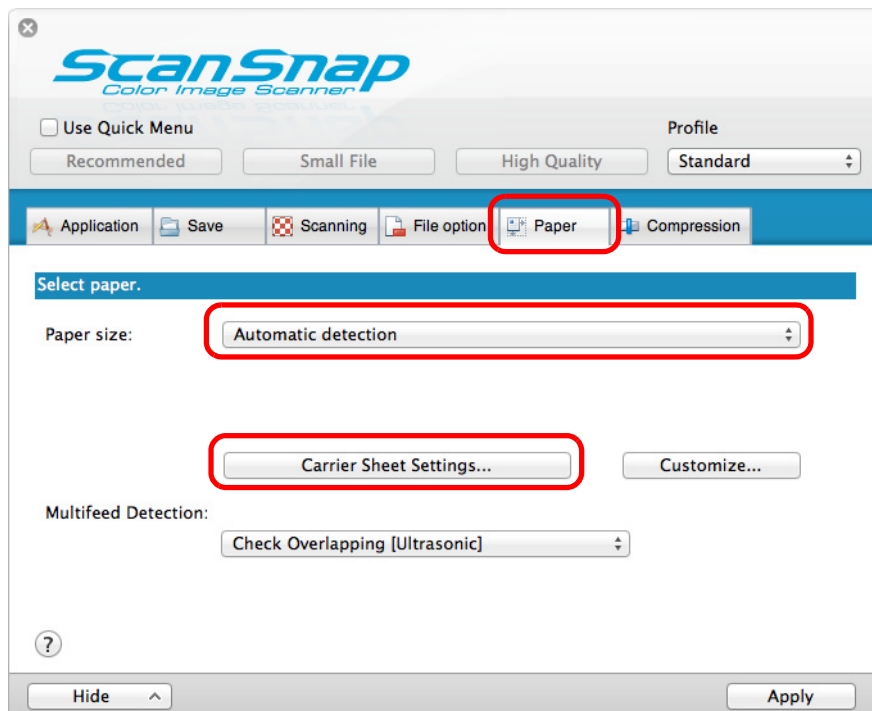 ScanSnap
Color Image Scanner
Use Quick Menu
Profile
Recommended Small File High Quality Standard
Application Save Scanning File option Paper Compression
Select paper.
Paper size: Automatic detection
Carrier Sheet Settings... Customize...
Multifeed Detection:
Check Overlapping [Ultrasonic]
?
Hide Apply